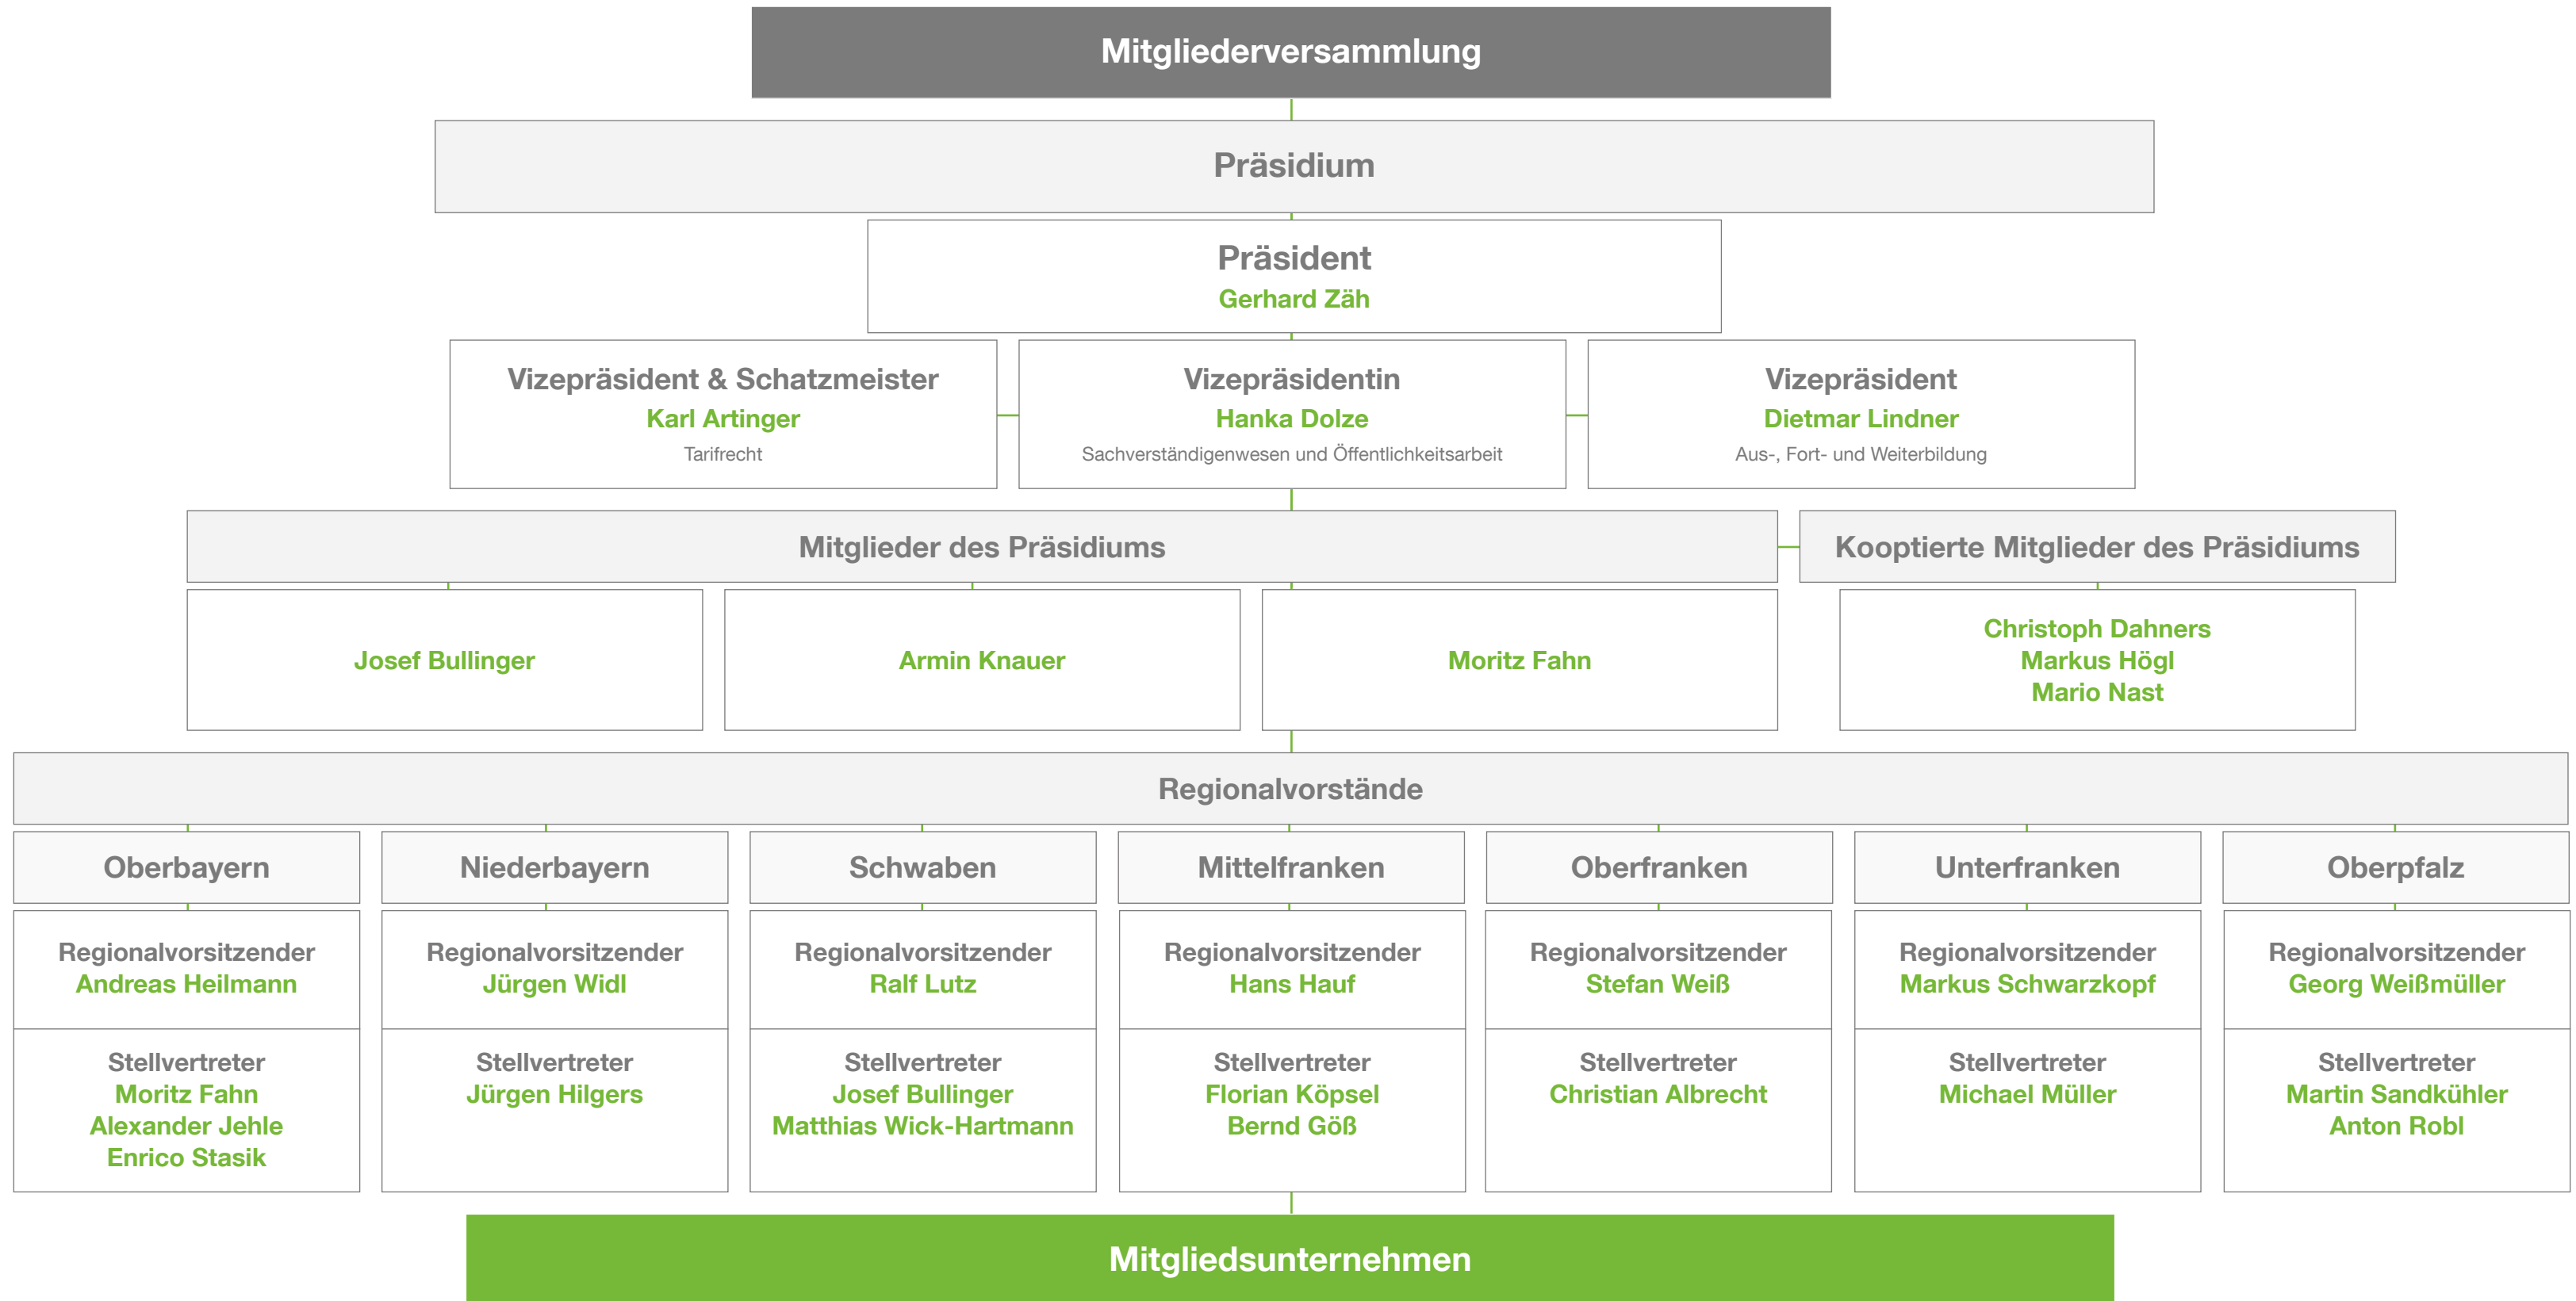 Mitgliederversammlung
Präsidium
Präsident
Gerhard Zäh
Vizepräsident & Schatzmeister
Karl Artinger
Tarifrecht
Vizepräsidentin
Hanka Dolze
Sachverständigenwesen und Öffentlichkeitsarbeit
Vizepräsident
Dietmar Lindner
Aus-, Fort- und Weiterbildung
Mitglieder des Präsidiums
Josef Bullinger
Armin Knauer
Moritz Fahn
Kooptierte Mitglieder des Präsidiums
Christoph Dahners
Markus Högl
Mario Nast
Regionalvorstände
Oberbayern
Regionalvorsitzender
Andreas Heilmann
Stellvertreter
Moritz Fahn
Alexander Jehle
Enrico Stasik
Niederbayern
Regionalvorsitzender
Jürgen Widl
Stellvertreter
Jürgen Hilgers
Schwaben
Regionalvorsitzender
Ralf Lutz
Stellvertreter
Josef Bullinger
Matthias Wick-Hartmann
Mittelfranken
Regionalvorsitzender
Hans Hauf
Stellvertreter
Florian Köpsel
Bernd Göß
Oberfranken
Regionalvorsitzender
Stefan Weiß
Stellvertreter
Christian Albrecht
Unterfranken
Regionalvorsitzender
Markus Schwarzkopf
Stellvertreter
Michael Müller
Oberpfalz
Regionalvorsitzender
Georg Weißmüller
Stellvertreter
Martin Sandkühler
Anton Robl
Mitgliedsunternehmen